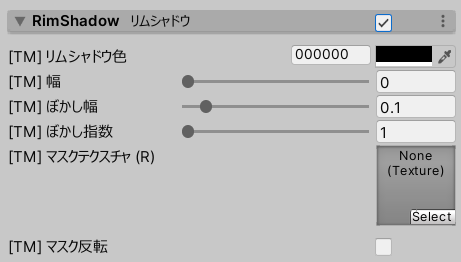 RimShadow リムシャドウ
[TM] リムシャドウ色 000000
[TM] 幅 0
[TM] ぼかし幅 0.1
[TM] ぼかし指数 1
[TM] マスクテクスチャ (R)
None
(Texture)
Select
[TM] マスク反転